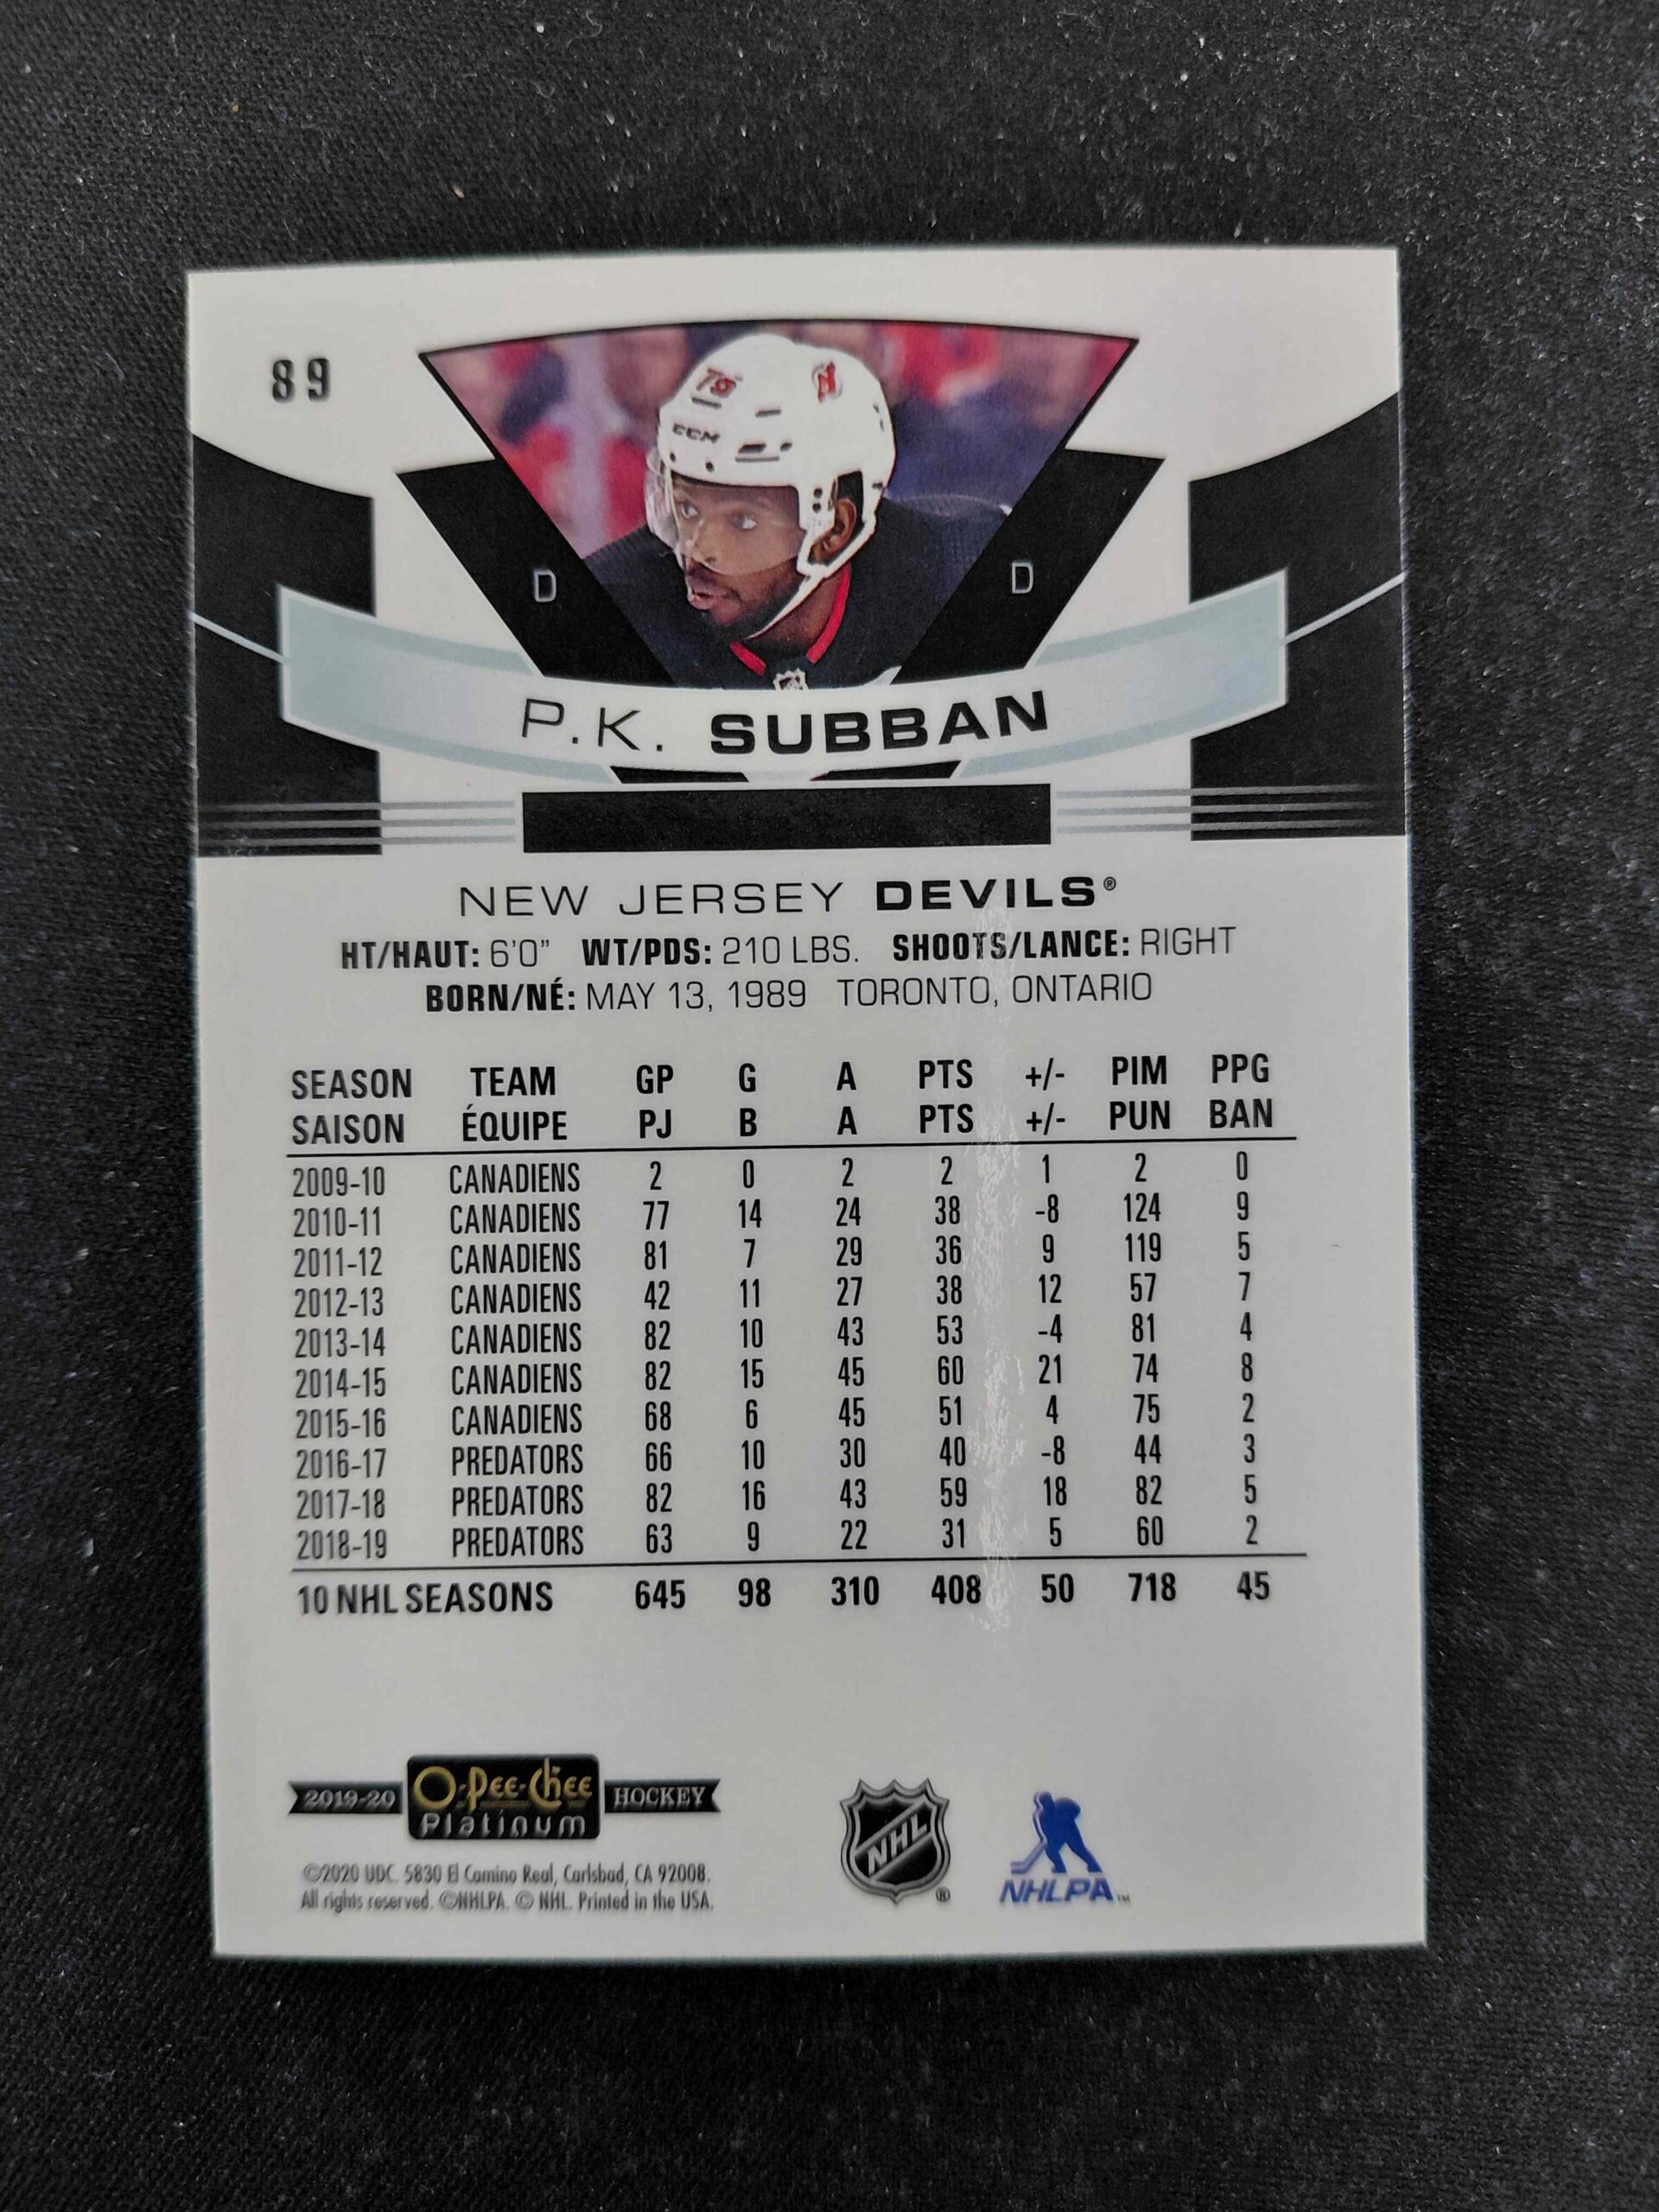 89
78
CCM
D D
P.K. SUBBAN
NEW JERSEY DEVILS®
HT/HAUT: 6'0" WT/PDS: 210 LBS. SHOOTS/LANCE: RIGHT
BORN/NÉ: MAY 13, 1989 TORONTO, ONTARIO
SEASON TEAM GP G A PTS +/- PIM PPG
SAISON ÉQUIPE PJ B A PTS +/- PUN BAN
2009-10 CANADIENS 2 0 2 2 1 2 0
2010-11 CANADIENS 77 14 24 38 -8 124 9
2011-12 CANADIENS 81 7 29 36 9 119 5
2012-13 CANADIENS 42 11 27 38 12 57 7
2013-14 CANADIENS 82 10 43 53 -4 81 4
2014-15 CANADIENS 82 15 45 60 21 74 8
2015-16 CANADIENS 68 6 45 51 4 75 2
2016-17 PREDATORS 66 10 30 40 -8 44 3
2017-18 PREDATORS 82 16 43 59 18 82 5
2018-19 PREDATORS 63 9 22 31 5 60 2
10 NHL SEASONS 645 98 310 408 50 718 45
2019-20 O-Pee-Chee HOCKEY
Platinum
NHL®
NHLPA™
©2020 UDC. 5830 El Camino Real, Carlsbad, CA 92008.
All rights reserved. ©NHLPA. © NHL. Printed in the USA.